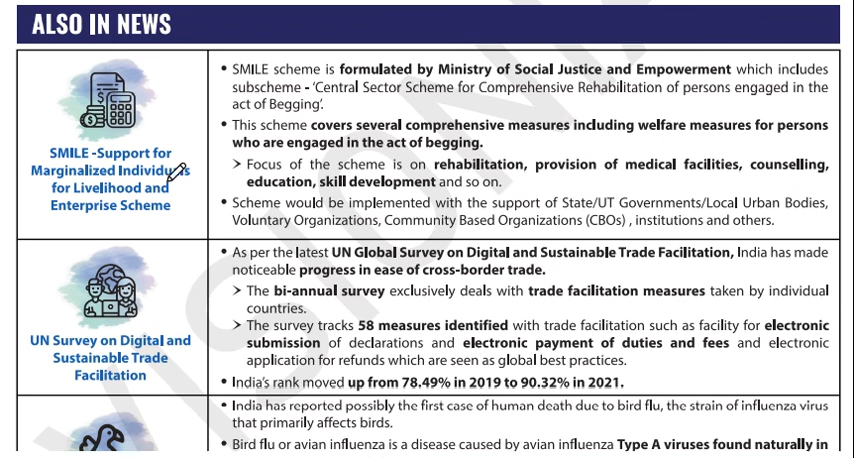 ALSO IN NEWS
SMILE -Support for
Marginalized Individuals
for Livelihood and
Enterprise Scheme
• SMILE scheme is formulated by Ministry of Social Justice and Empowerment which includes
subscheme - 'Central Sector Scheme for Comprehensive Rehabilitation of persons engaged in the
act of Begging'.
• This scheme covers several comprehensive measures including welfare measures for persons
who are engaged in the act of begging.
➢ Focus of the scheme is on rehabilitation, provision of medical facilities, counselling,
education, skill development and so on.
• Scheme would be implemented with the support of State/UT Governments/Local Urban Bodies,
Voluntary Organizations, Community Based Organizations (CBOs) , institutions and others.
UN Survey on Digital and
Sustainable Trade
Facilitation
• As per the latest UN Global Survey on Digital and Sustainable Trade Facilitation, India has made
noticeable progress in ease of cross-border trade.
➢ The bi-annual survey exclusively deals with trade facilitation measures taken by individual
countries.
➢ The survey tracks 58 measures identified with trade facilitation such as facility for electronic
submission of declarations and electronic payment of duties and fees and electronic
application for refunds which are seen as global best practices.
• India's rank moved up from 78.49% in 2019 to 90.32% in 2021.
• India has reported possibly the first case of human death due to bird flu, the strain of influenza virus
that primarily affects birds.
• Bird flu or avian influenza is a disease caused by avian influenza Type A viruses found naturally in